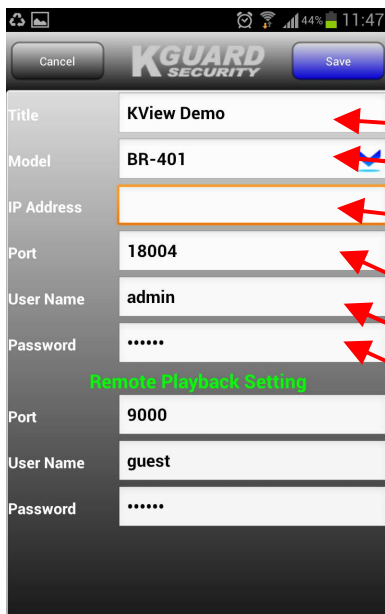 44% 11:47
Cancel KGUARD SECURITY Save
Title KView Demo
Model BR-401
IP Address
Port 18004
User Name admin
Password ••••••
Remote Playback Setting
Port 9000
User Name guest
Password ••••••